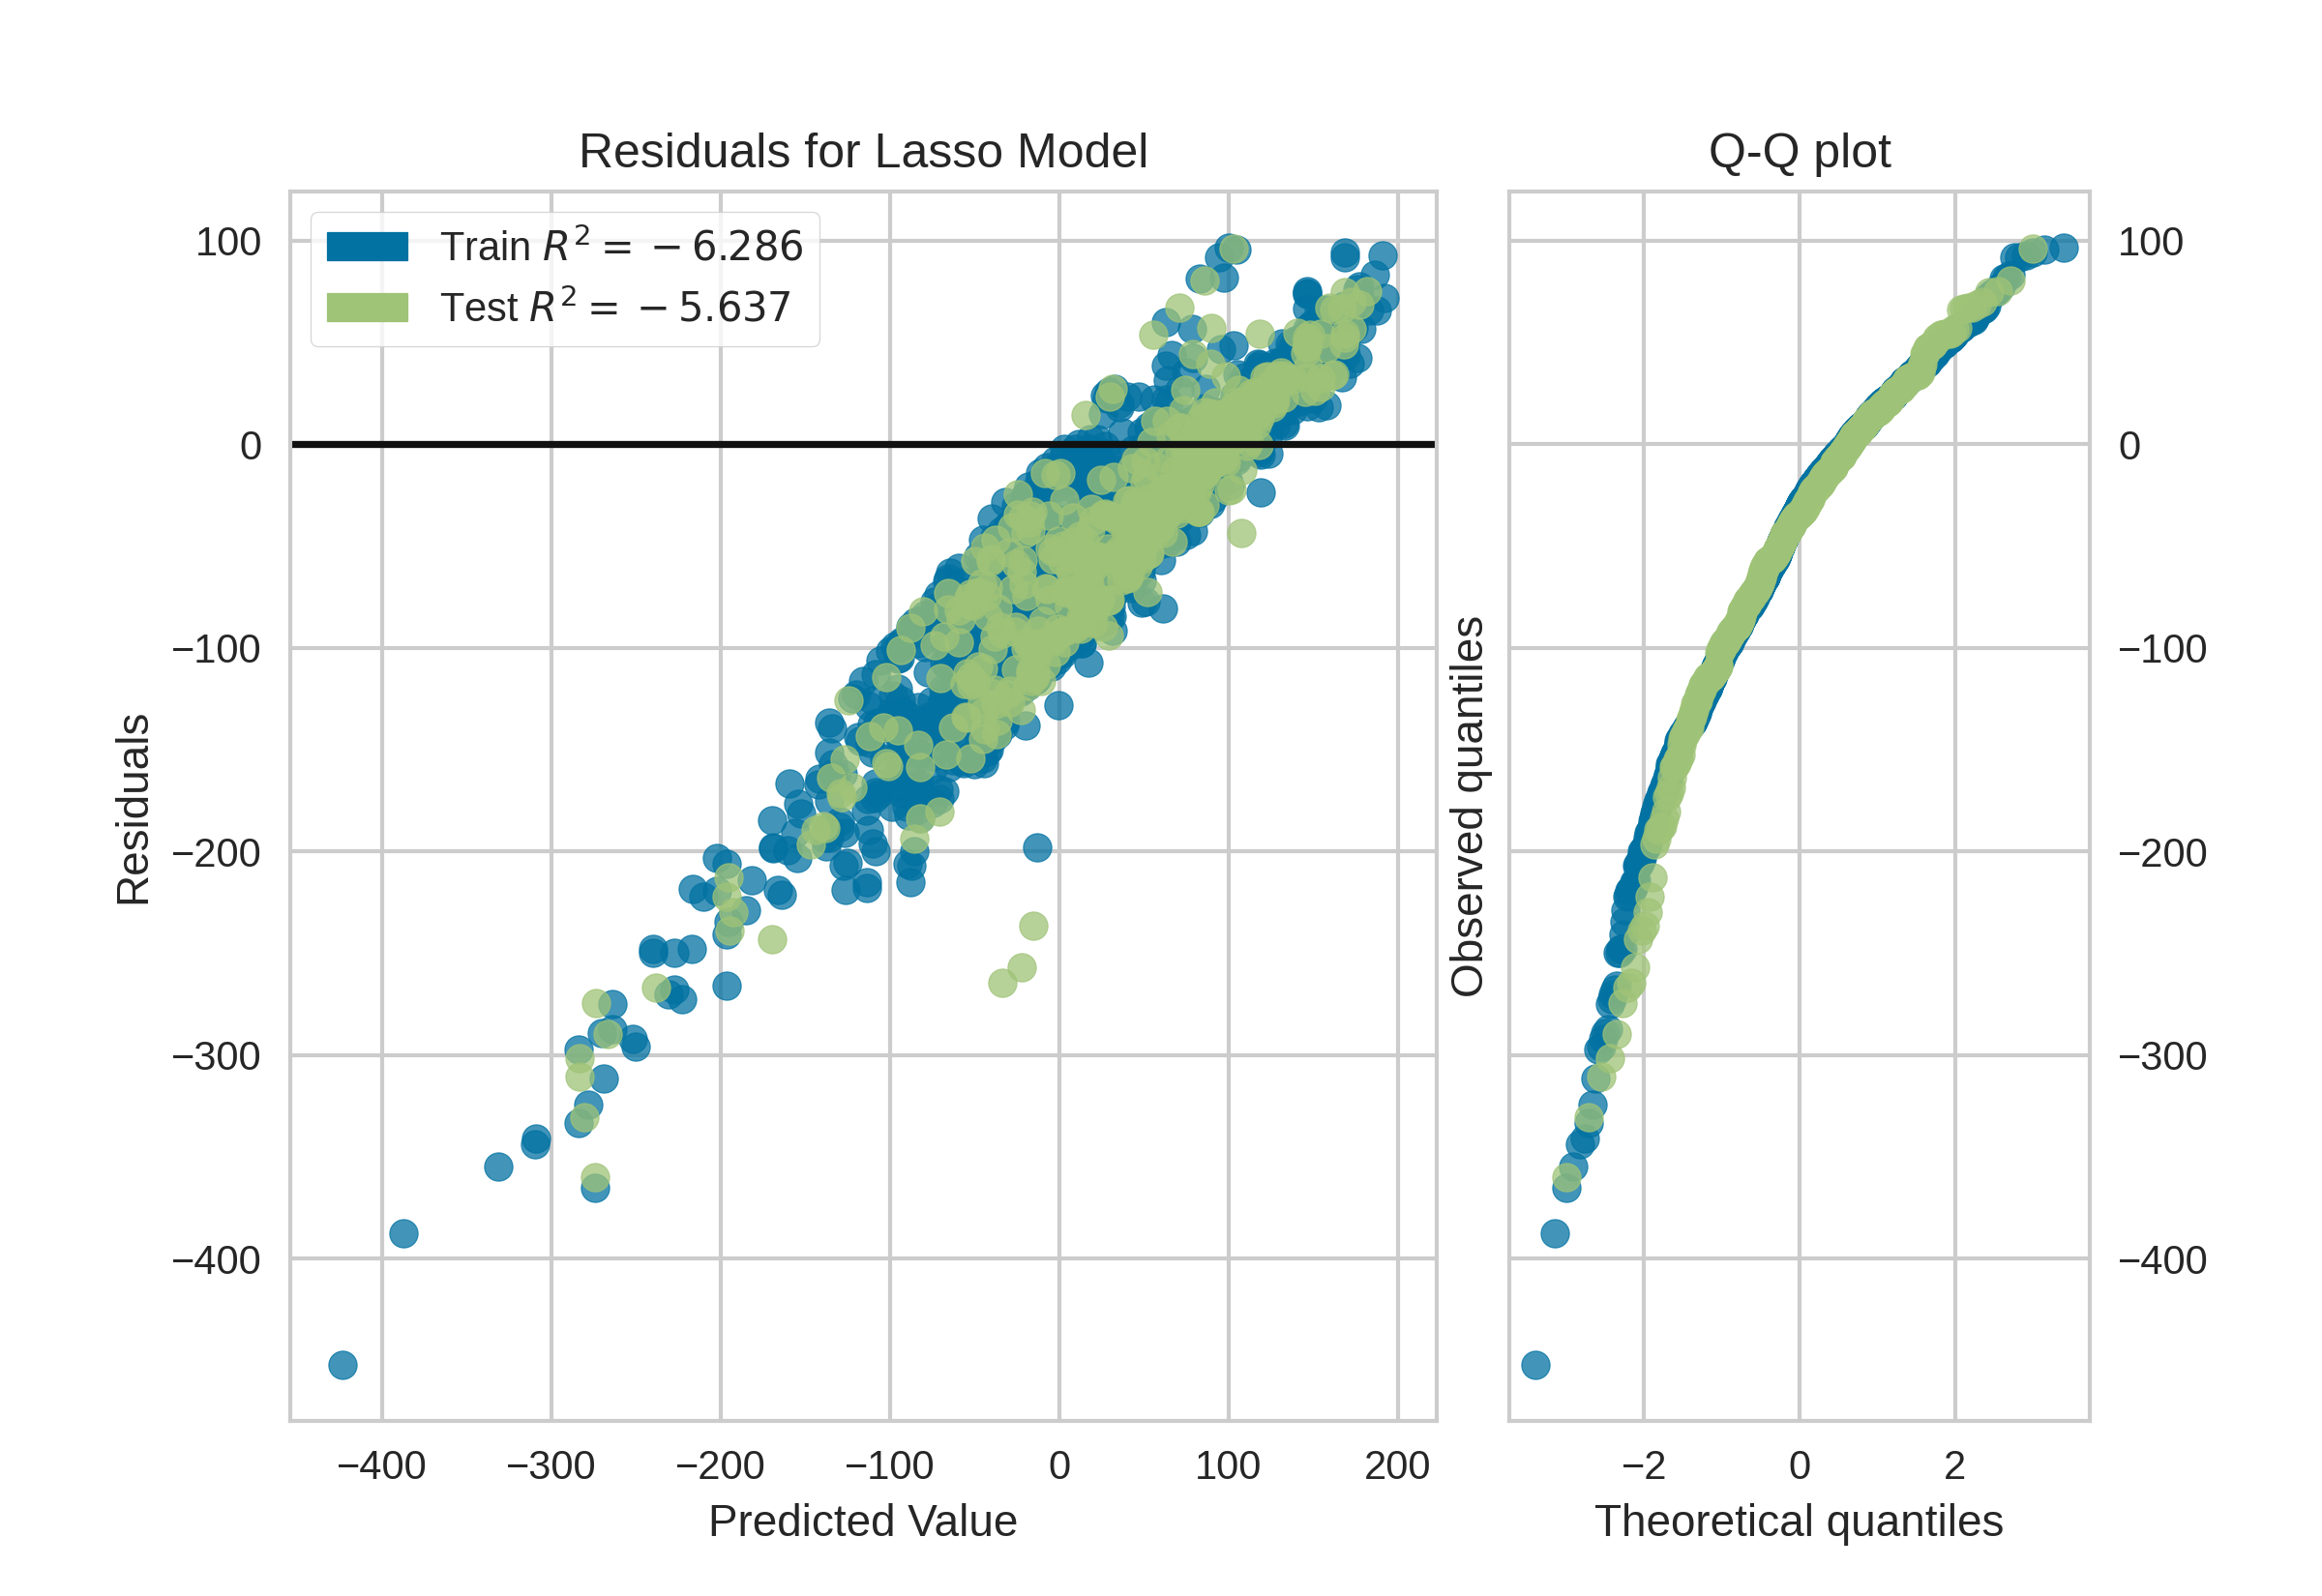 Residuals for Lasso Model
Q-Q plot
Train R² = −6.286
Test R² = −5.637
100
0
−100
−200
−300
−400
Residuals
−400 −300 −200 −100 0 100 200
Predicted Value
Observed quantiles
100
0
−100
−200
−300
−400
−2 0 2
Theoretical quantiles